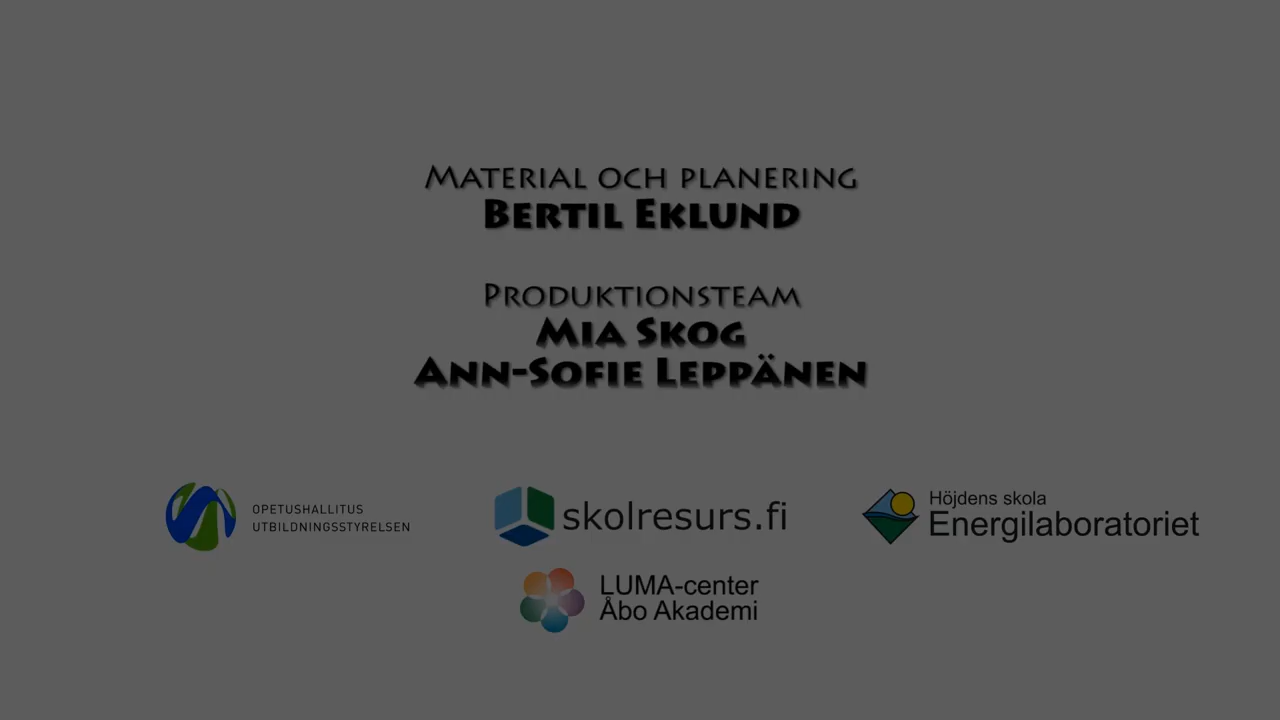 Material och planering
Bertil Eklund
Produktionsteam
Mia Skog
Ann-Sofie Leppänen
OPETUSHALLITUS
UTBILDNINGSSTYRELSEN
skolresurs.fi
Höjdens skola
Energilaboratoriet
LUMA-center
Åbo Akademi